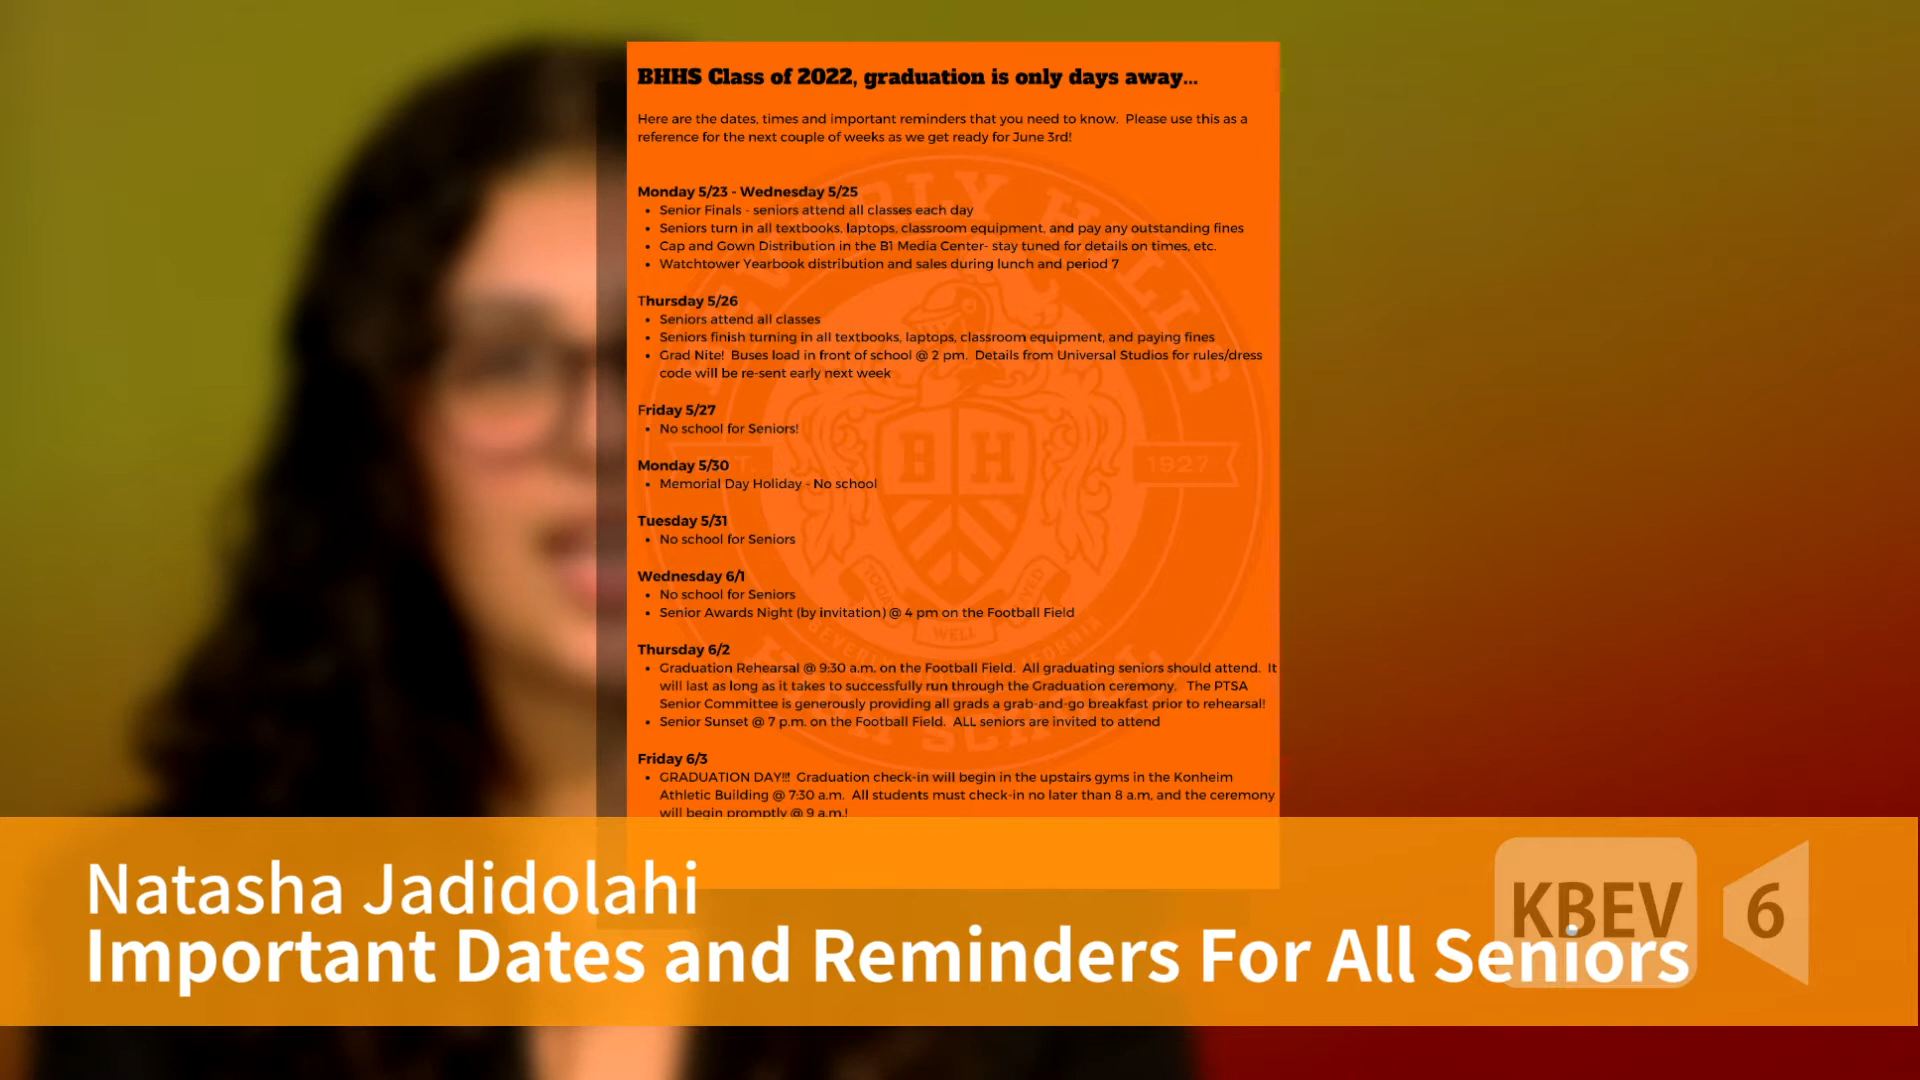 BHHS Class of 2022, graduation is only days away...
Here are the dates, times and important reminders that you need to know. Please use this as a
reference for the next couple of weeks as we get ready for June 3rd!
Monday 5/23 - Wednesday 5/25
• Senior Finals - seniors attend all classes each day
• Seniors turn in all textbooks, laptops, classroom equipment, and pay any outstanding fines
• Cap and Gown Distribution in the B1 Media Center- stay tuned for details on times, etc.
• Watchtower Yearbook distribution and sales during lunch and period 7
Thursday 5/26
• Seniors attend all classes
• Seniors finish turning in all textbooks, laptops, classroom equipment, and paying fines
• Grad Nite! Buses load in front of school @ 2 pm. Details from Universal Studios for rules/dress
code will be re-sent early next week
Friday 5/27
• No school for Seniors!
Monday 5/30
• Memorial Day Holiday - No school
Tuesday 5/31
• No school for Seniors
Wednesday 6/1
• No school for Seniors
• Senior Awards Night (by invitation) @ 4 pm on the Football Field
Thursday 6/2
• Graduation Rehearsal @ 9:30 a.m. on the Football Field. All graduating seniors should attend. It
will last as long as it takes to successfully run through the Graduation ceremony. The PTSA
Senior Committee is generously providing all grads a grab-and-go breakfast prior to rehearsal!
• Senior Sunset @ 7 p.m. on the Football Field. ALL seniors are invited to attend
Friday 6/3
• GRADUATION DAY!!! Graduation check-in will begin in the upstairs gyms in the Konheim
Athletic Building @ 7:30 a.m. All students must check-in no later than 8 a.m, and the ceremony
will begin promptly @ 9 a.m.!
BEVERLY HILLS
HIGH SCHOOL
B H
1927
WELL
Natasha Jadidolahi
Important Dates and Reminders For All Seniors
KBEV 6